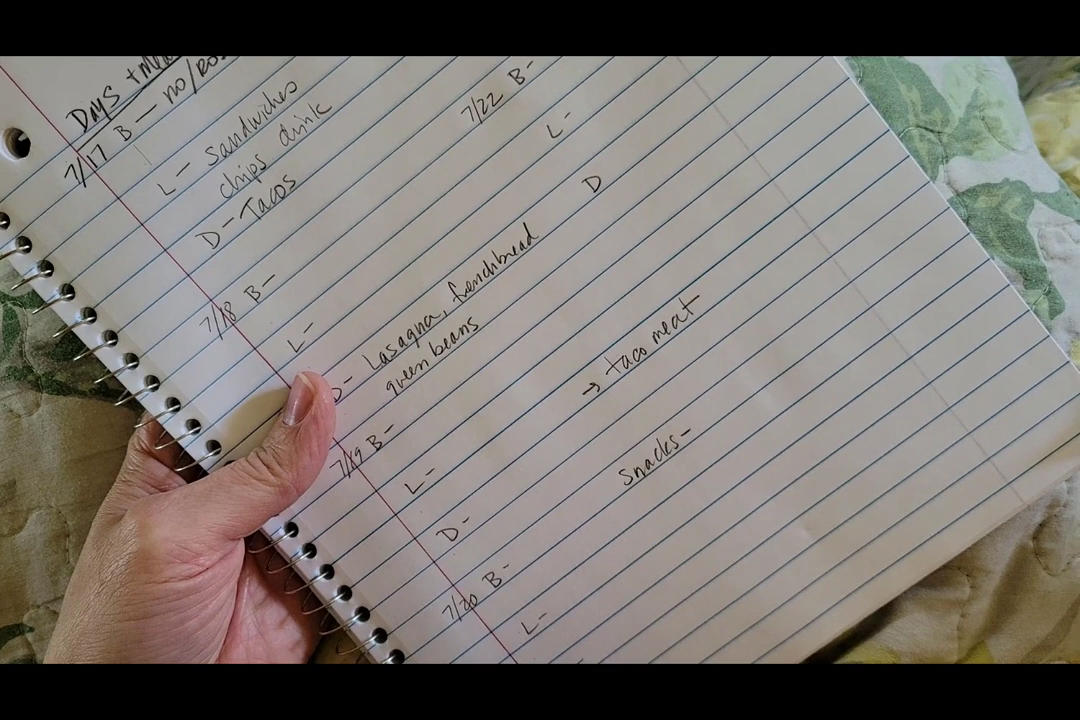 Days + Mea
7/17 B - no/
L - Sandwiches
chips drink
D - Tacos
7/18 B -
L -
D - Lasagna, frenchbread
green beans
7/19 B -
L -
D -
7/20 B -
L -
7/22 B -
L -
D
→ taco meat
Snacks -